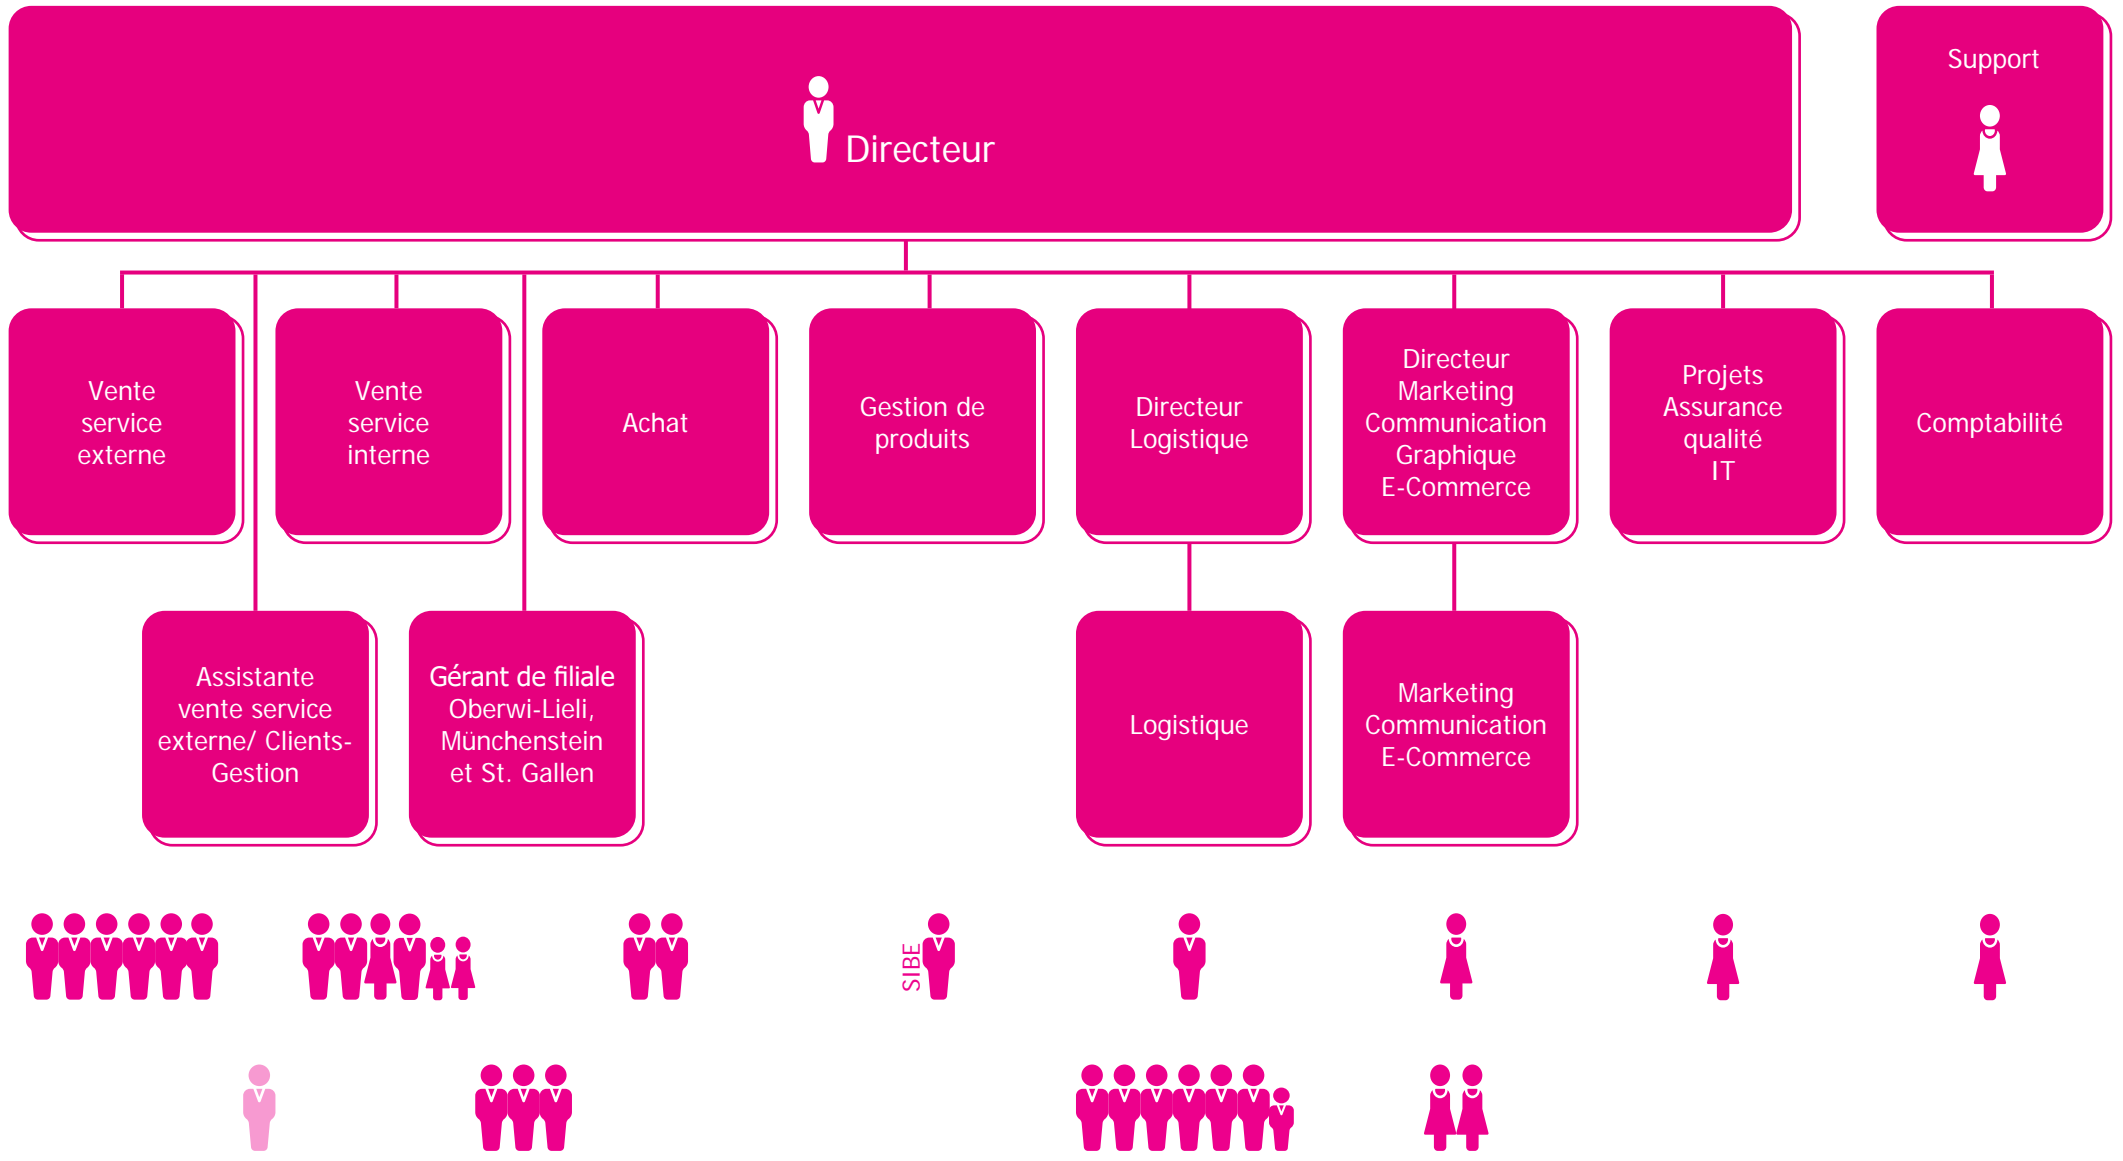 Directeur
Support
Vente
service
externe
Vente
service
interne
Achat
Gestion de
produits
Directeur
Logistique
Directeur
Marketing
Communication
Graphique
E-Commerce
Projets
Assurance
qualité
IT
Comptabilité
Assistante
vente service
externe/ Clients-
Gestion
Gérant de filiale
Oberwi-Lieli,
Münchenstein
et St. Gallen
Logistique
Marketing
Communication
E-Commerce
SIBE